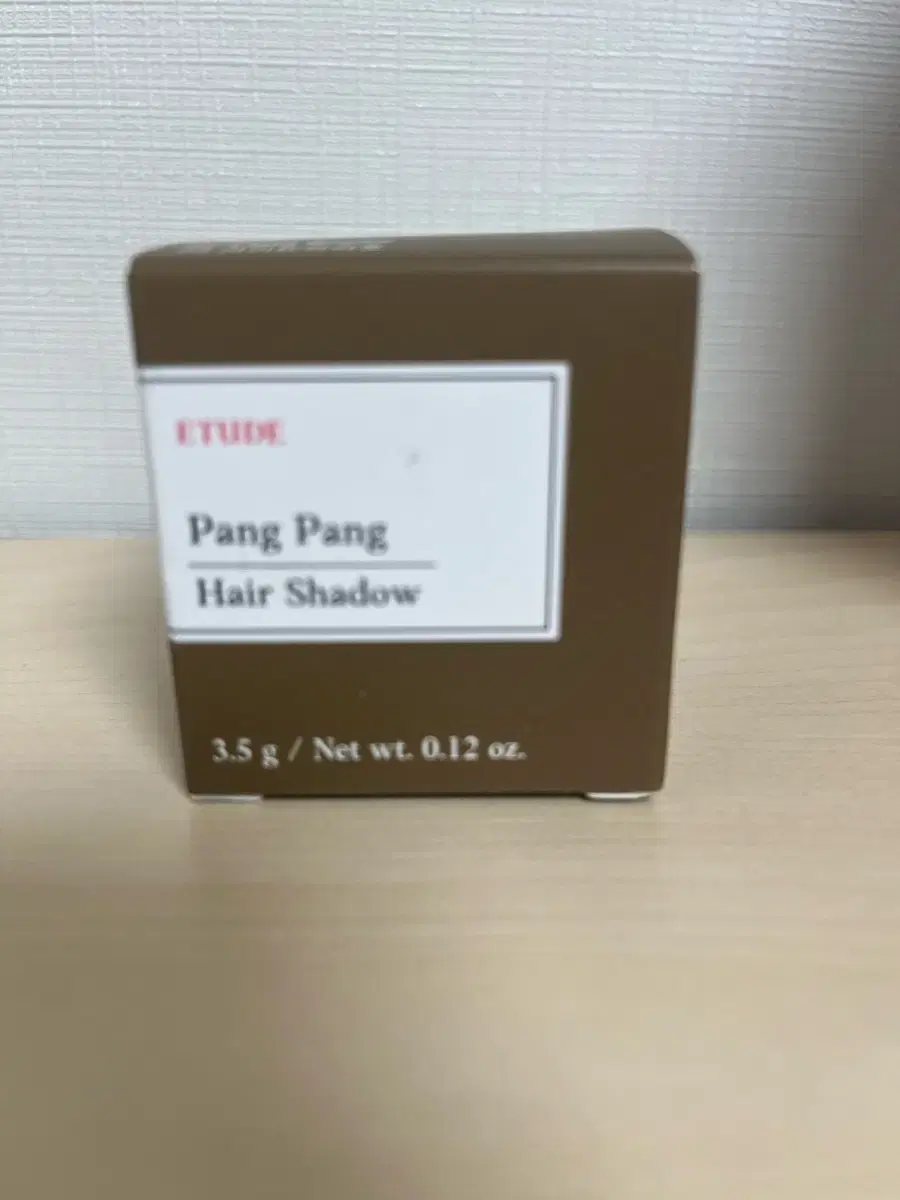 ETUDE
Pang Pang
Hair Shadow
3.5 g / Net wt. 0.12 oz.